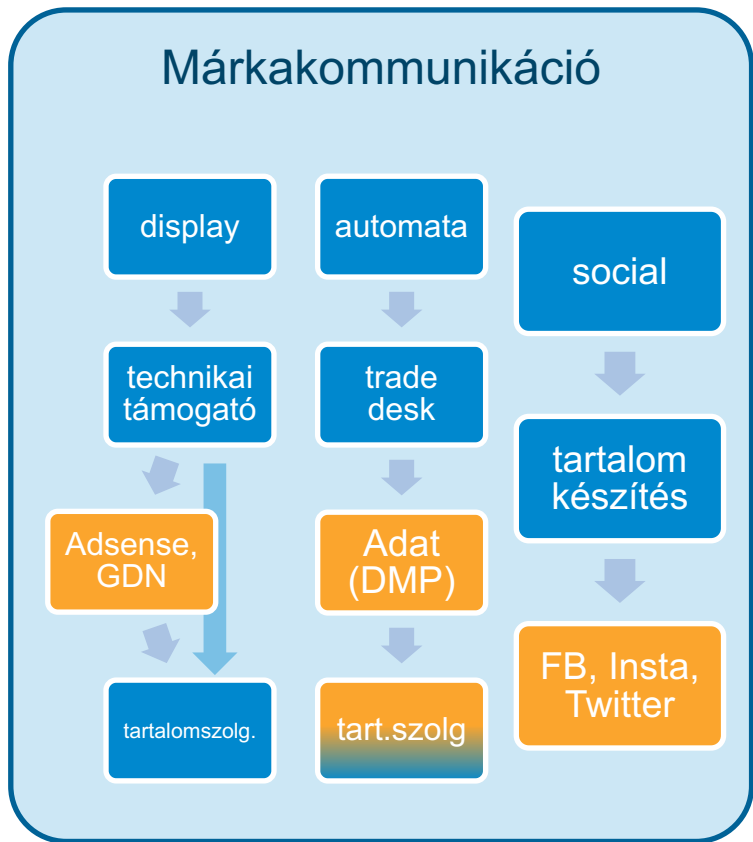 Márkakommunikáció
display
technikai
támogató
Adsense,
GDN
tartalomszolg.
automata
trade
desk
Adat
(DMP)
tart.szolg
social
tartalom
készítés
FB, Insta,
Twitter